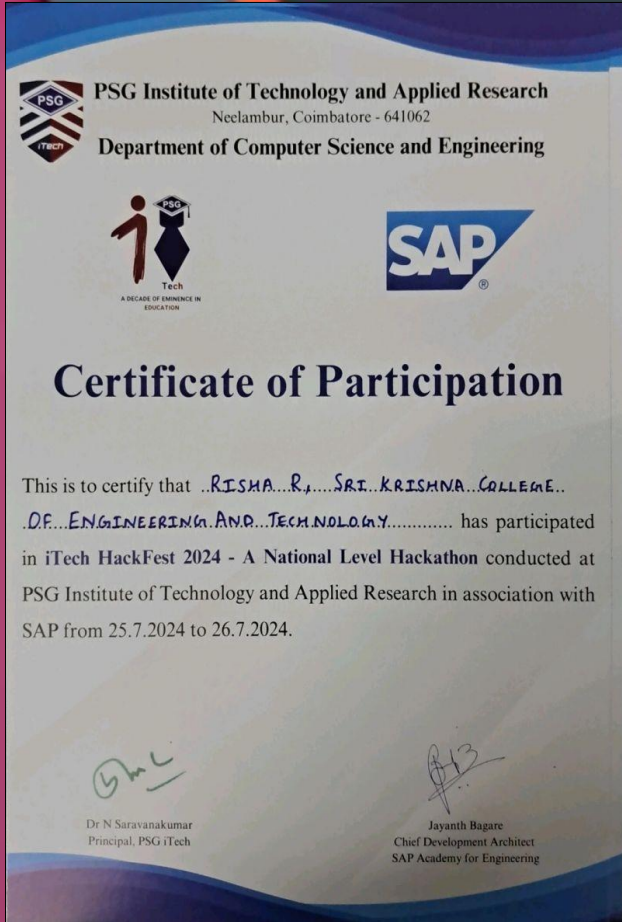 PSG
iTech
PSG Institute of Technology and Applied Research
Neelambur, Coimbatore - 641062
Department of Computer Science and Engineering
PSG
Tech
A DECADE OF EMINENCE IN
EDUCATION
SAP
®
Certificate of Participation
This is to certify that ..RISHA..R,....SRI..KRISHNA..COLLEGE..
.OF...ENGINEERING.AND..TECHNOLOGY............ has participated
in iTech HackFest 2024 - A National Level Hackathon conducted at
PSG Institute of Technology and Applied Research in association with
SAP from 25.7.2024 to 26.7.2024.
Dr N Saravanakumar
Principal, PSG iTech
Jayanth Bagare
Chief Development Architect
SAP Academy for Engineering